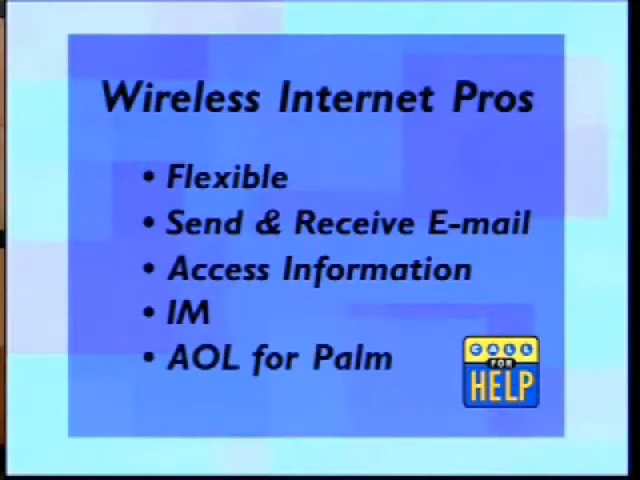 Wireless Internet Pros
• Flexible
• Send & Receive E-mail
• Access Information
• IM
• AOL for Palm
CALL
FOR
HELP